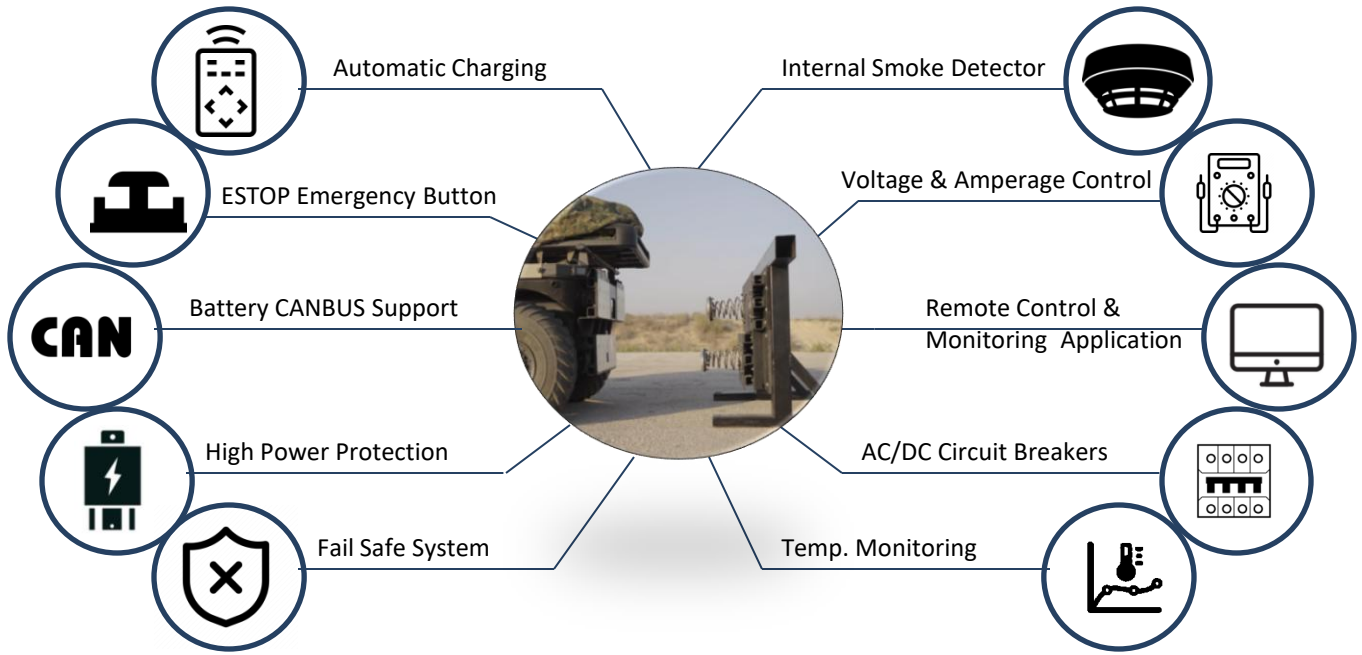 Automatic Charging
ESTOP Emergency Button
Battery CANBUS Support
CAN
High Power Protection
Fail Safe System
Internal Smoke Detector
Voltage & Amperage Control
Remote Control &
Monitoring Application
AC/DC Circuit Breakers
Temp. Monitoring